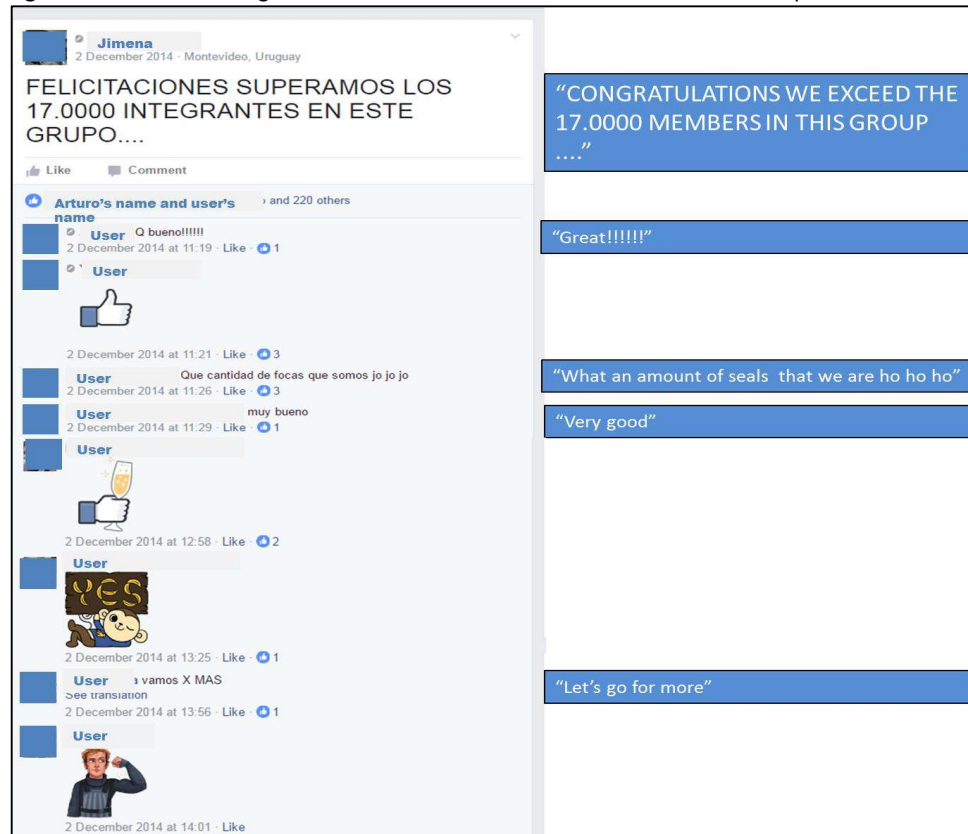 Jimena
2 December 2014 · Montevideo, Uruguay
FELICITACIONES SUPERAMOS LOS
17.0000 INTEGRANTES EN ESTE
GRUPO....
"CONGRATULATIONS WE EXCEED THE
17.0000 MEMBERS IN THIS GROUP
...."
Like Comment
Arturo's name and user's and 220 others
name
User Q bueno!!!!!!
"Great!!!!!!"
2 December 2014 at 11:19 · Like · 1
User
2 December 2014 at 11:21 · Like · 3
User Que cantidad de focas que somos jo jo jo
"What an amount of seals that we are ho ho ho"
2 December 2014 at 11:26 · Like · 3
User muy bueno
"Very good"
2 December 2014 at 11:29 · Like · 1
User
2 December 2014 at 12:58 · Like · 2
User
YES
2 December 2014 at 13:25 · Like · 1
User vamos X MAS
"Let's go for more"
See translation
2 December 2014 at 13:56 · Like · 1
User
2 December 2014 at 14:01 · Like